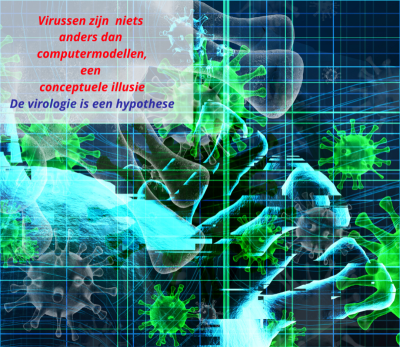 Virussen zijn niets
anders dan
computermodellen,
een
conceptuele illusie
De virologie is een hypothese